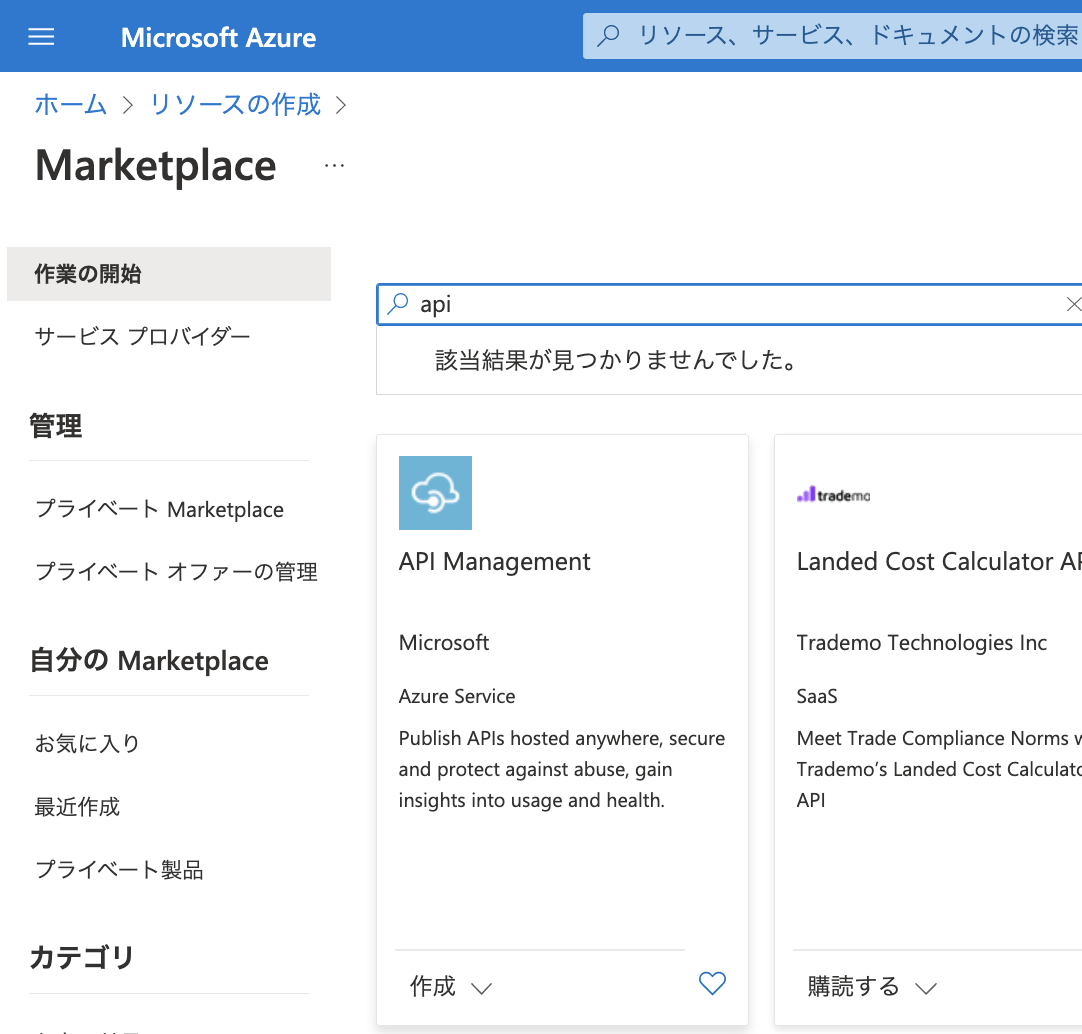 Microsoft Azure
リソース、サービス、ドキュメントの検索
ホーム > リソースの作成 >
Marketplace ...
作業の開始
サービス プロバイダー
管理
プライベート Marketplace
プライベート オファーの管理
自分の Marketplace
お気に入り
最近作成
プライベート製品
カテゴリ
api
該当結果が見つかりませんでした。
API Management
Microsoft
Azure Service
Publish APIs hosted anywhere, secure
and protect against abuse, gain
insights into usage and health.
作成
trademo
Landed Cost Calculator AP
Trademo Technologies Inc
SaaS
Meet Trade Compliance Norms w
Trademo’s Landed Cost Calculato
API
購読する